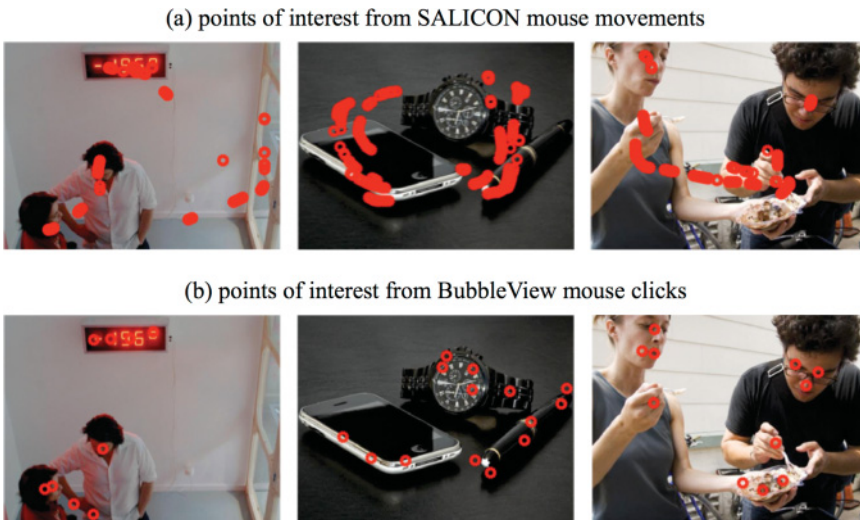 (a) points of interest from SALICON mouse movements
(b) points of interest from BubbleView mouse clicks